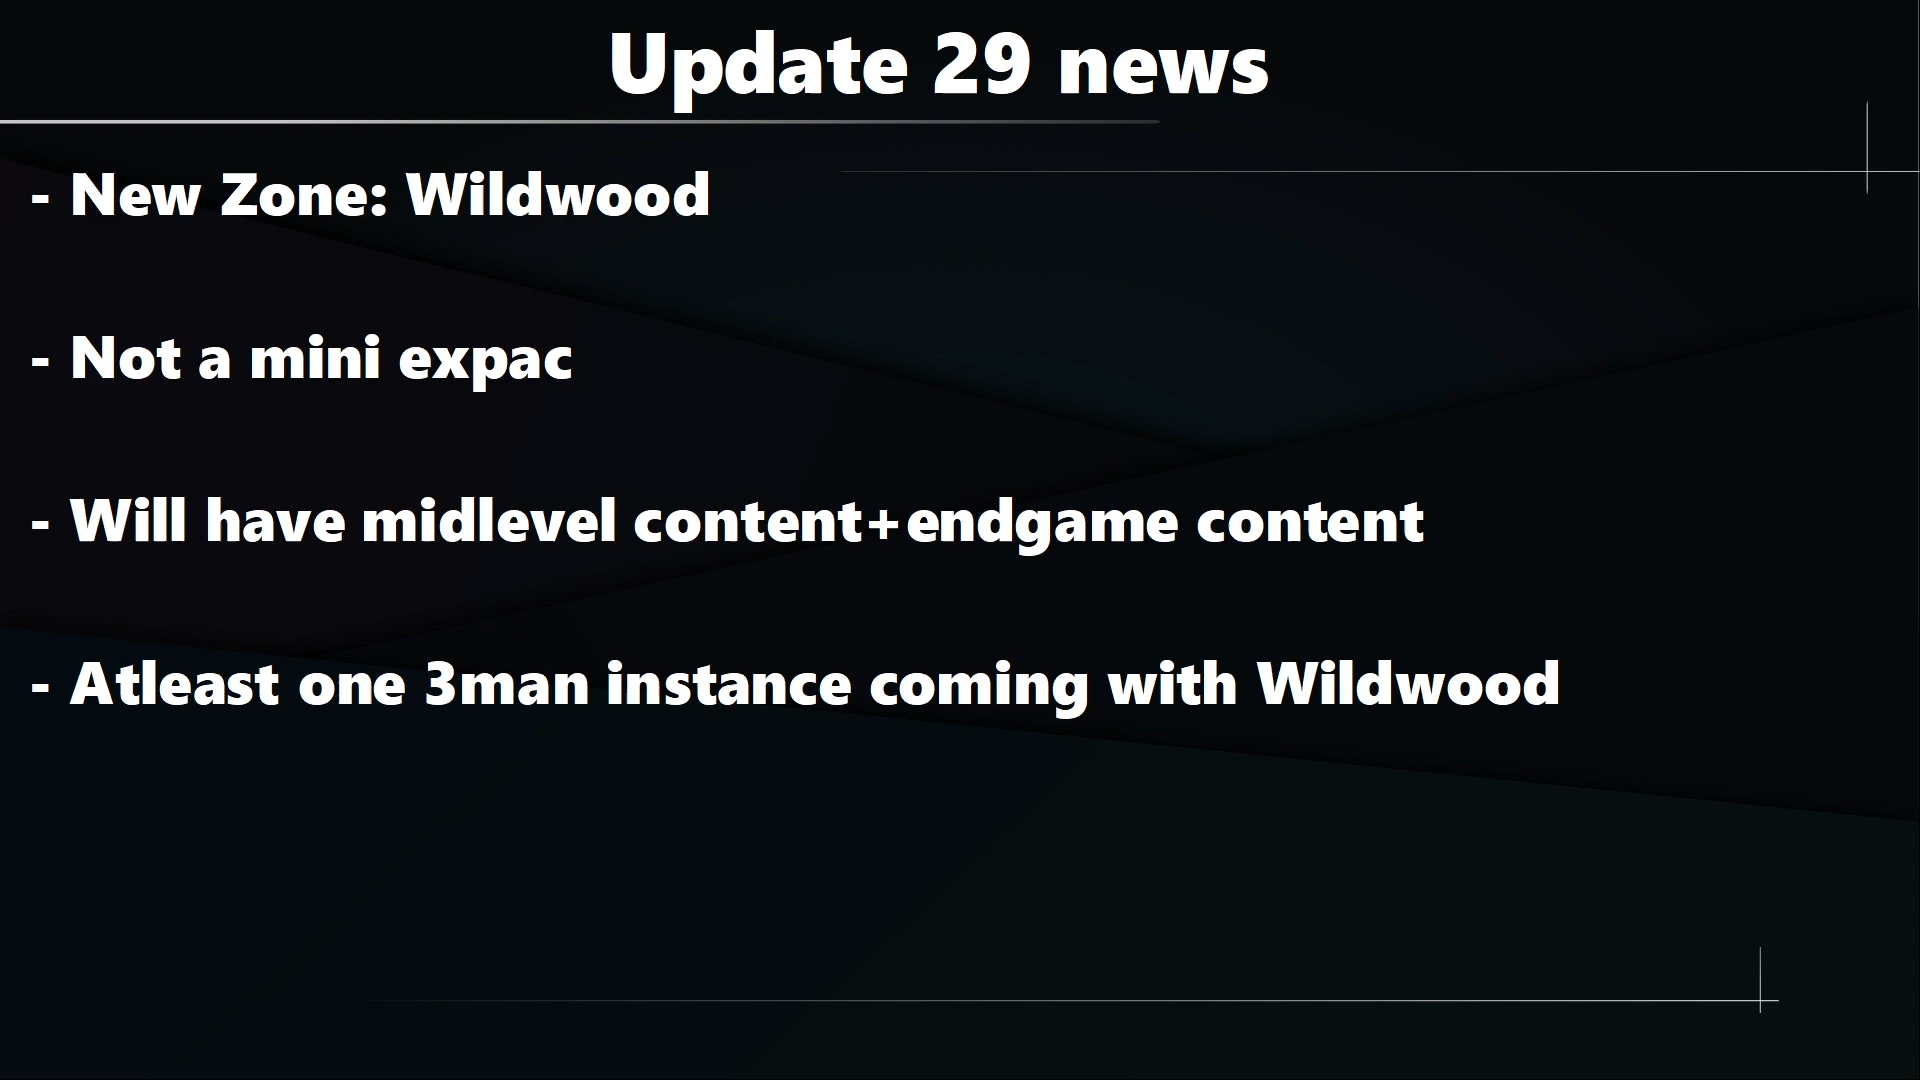 Update 29 news
- New Zone: Wildwood
- Not a mini expac
- Will have midlevel content+endgame content
- Atleast one 3man instance coming with Wildwood